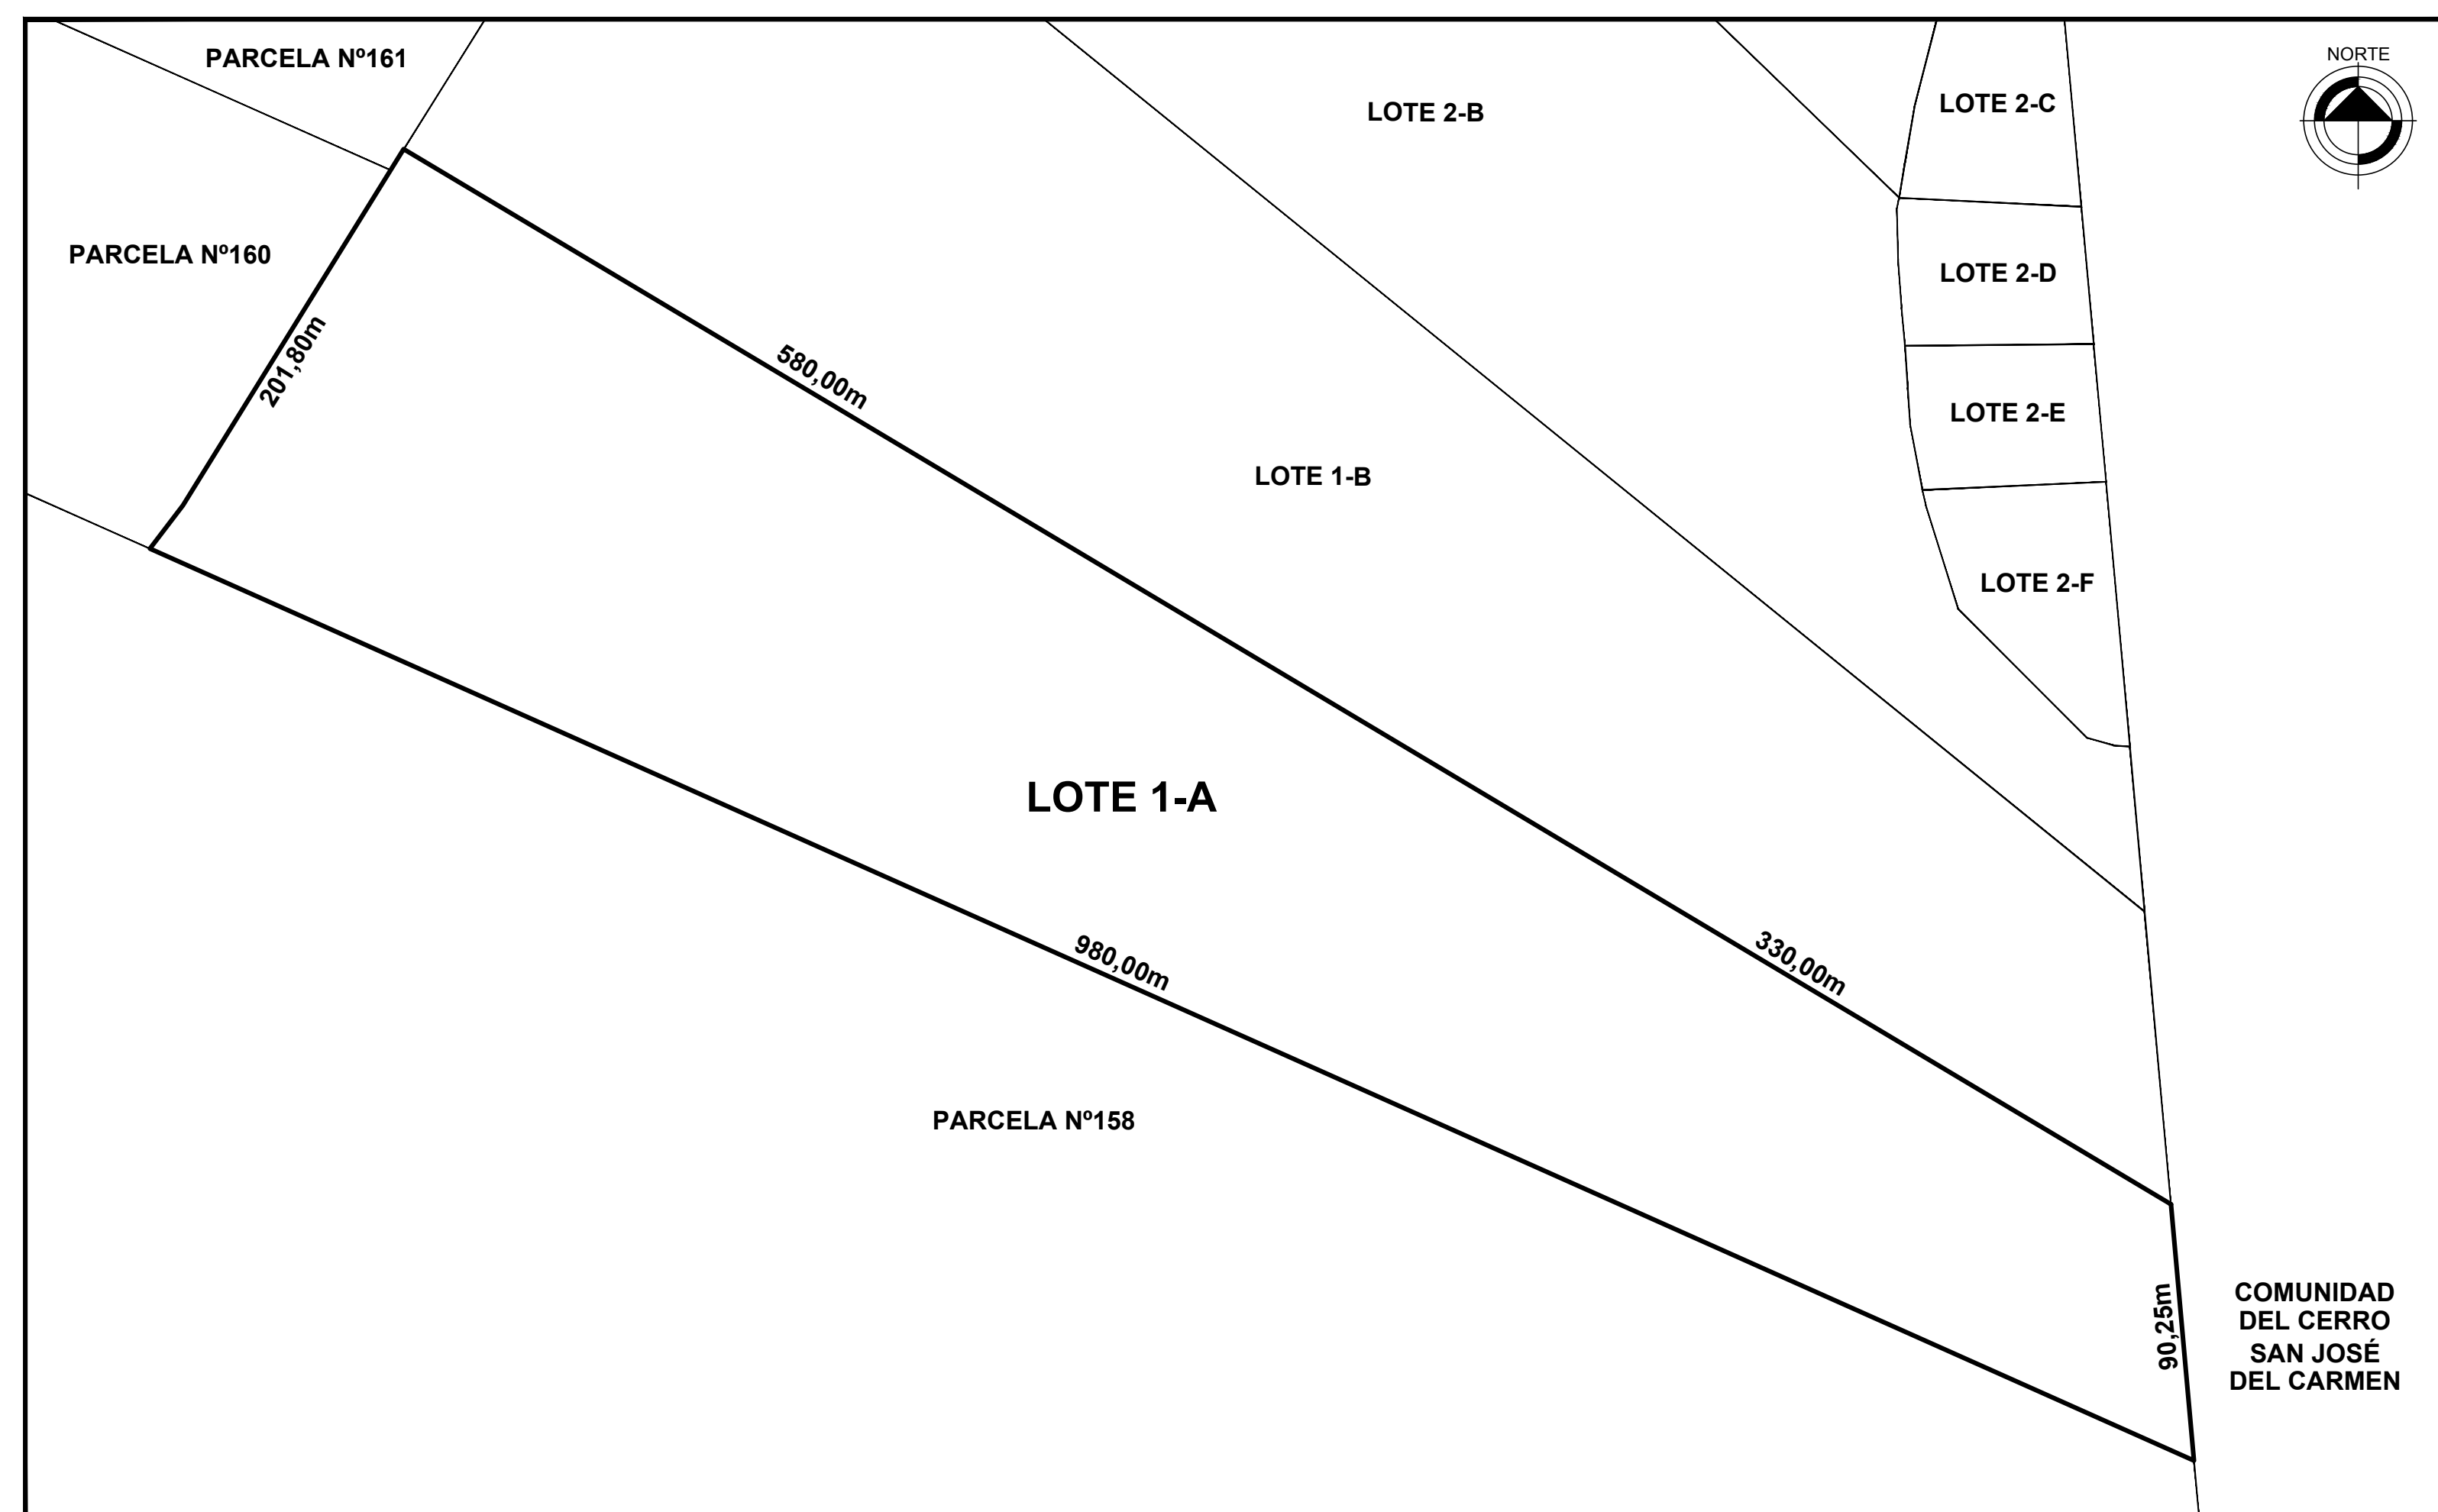 PARCELA Nº161
NORTE
LOTE 2-B
LOTE 2-C
PARCELA Nº160
LOTE 2-D
201,80m
580,00m
LOTE 2-E
LOTE 1-B
LOTE 2-F
LOTE 1-A
980,00m
330,00m
PARCELA Nº158
90,25m
COMUNIDAD
DEL CERRO
SAN JOSÉ
DEL CARMEN